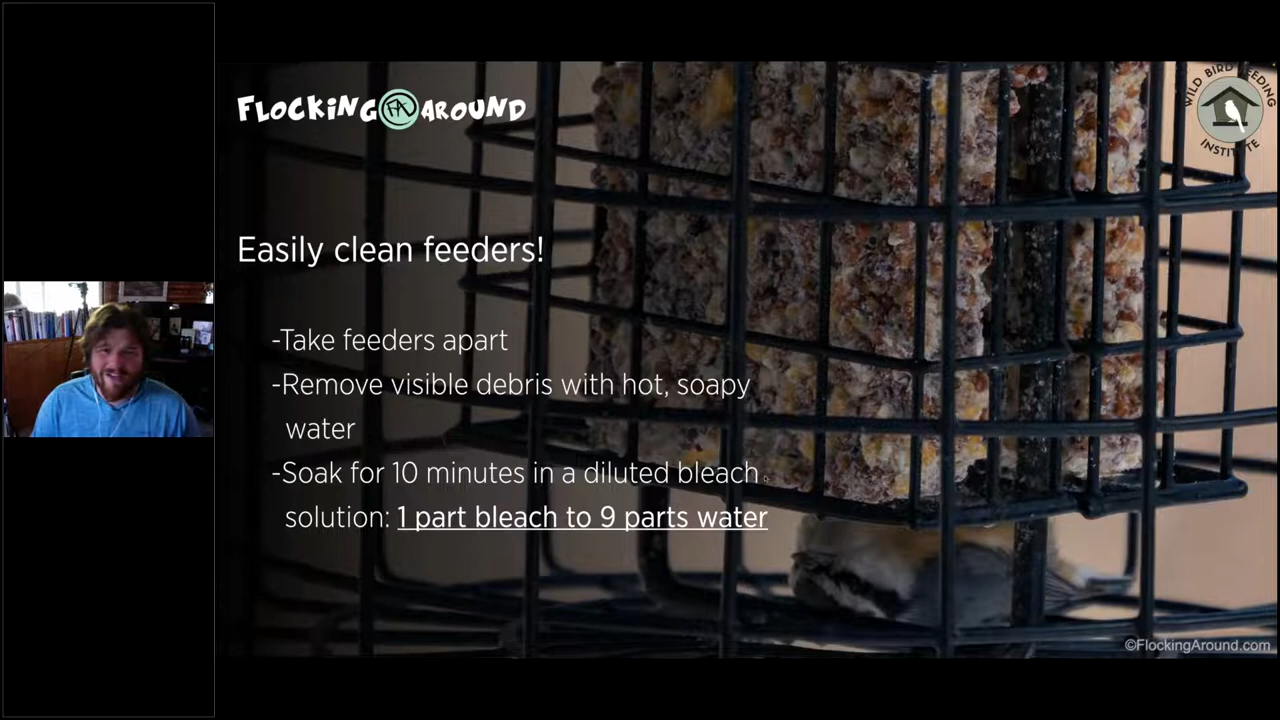 FLOCKING FA AROUND
WILD BIRD FEEDING
INSTITUTE
Easily clean feeders!
-Take feeders apart
-Remove visible debris with hot, soapy
water
-Soak for 10 minutes in a diluted bleach
solution: 1 part bleach to 9 parts water
©FlockingAround.com